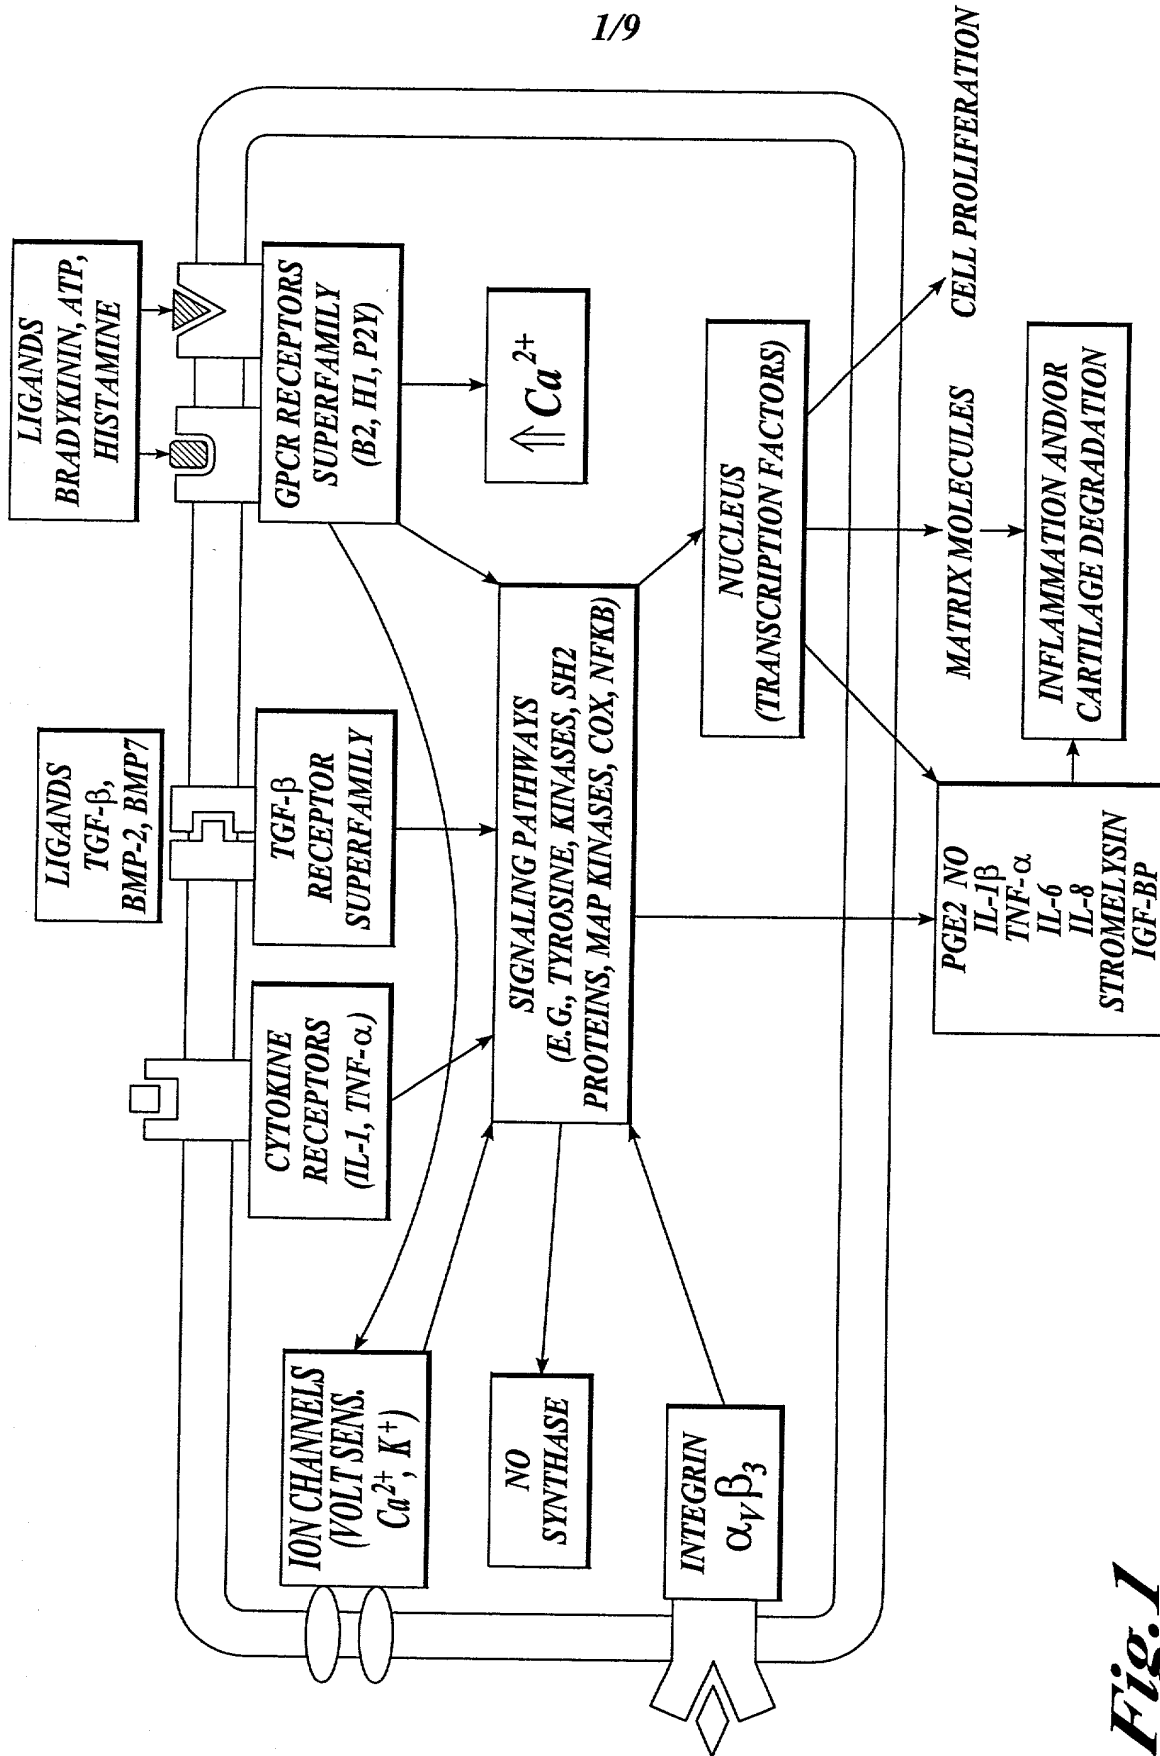 1/9
LIGANDS
BRADYKININ, ATP,
HISTAMINE
LIGANDS
TGF-β,
BMP-2, BMP7
GPCR RECEPTORS
SUPERFAMILY
(B2, H1, P2Y)
TGF-β
RECEPTOR
SUPERFAMILY
CYTOKINE
RECEPTORS
(IL-1, TNF-α)
ION CHANNELS
(VOLT SENS.
Ca²⁺, K⁺)
⇑ Ca²⁺
SIGNALING PATHWAYS
(E.G., TYROSINE, KINASES, SH2
PROTEINS, MAP KINASES, COX, NFKB)
NO
SYNTHASE
INTEGRIN
αᵥβ₃
NUCLEUS
(TRANSCRIPTION FACTORS)
CELL PROLIFERATION
MATRIX MOLECULES
PGE2 NO
IL-1β
TNF-α
IL-6
IL-8
STROMELYSIN
IGF-BP
INFLAMMATION AND/OR
CARTILAGE DEGRADATION
Fig.1